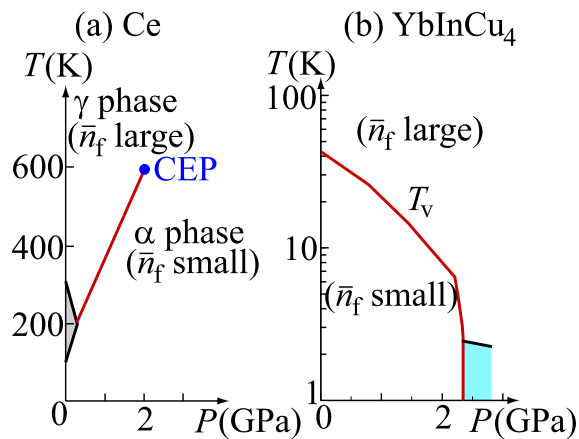 (a) Ce
T(K)
γ phase
(n̄f large)
600
CEP
400
α phase
(n̄f small)
200
0
2
P(GPa)
(b) YbInCu4
T(K)
100
(n̄f large)
Tv
10
(n̄f small)
1
0
2
P(GPa)